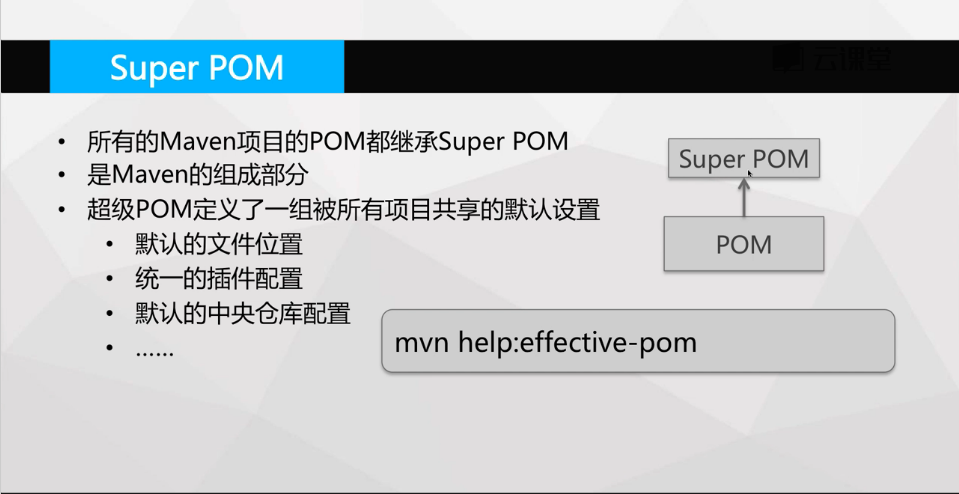 云课堂
Super POM
• 所有的Maven项目的POM都继承Super POM
• 是Maven的组成部分
• 超级POM定义了一组被所有项目共享的默认设置
• 默认的文件位置
• 统一的插件配置
• 默认的中央仓库配置
• ……
Super POM
POM
mvn help:effective-pom